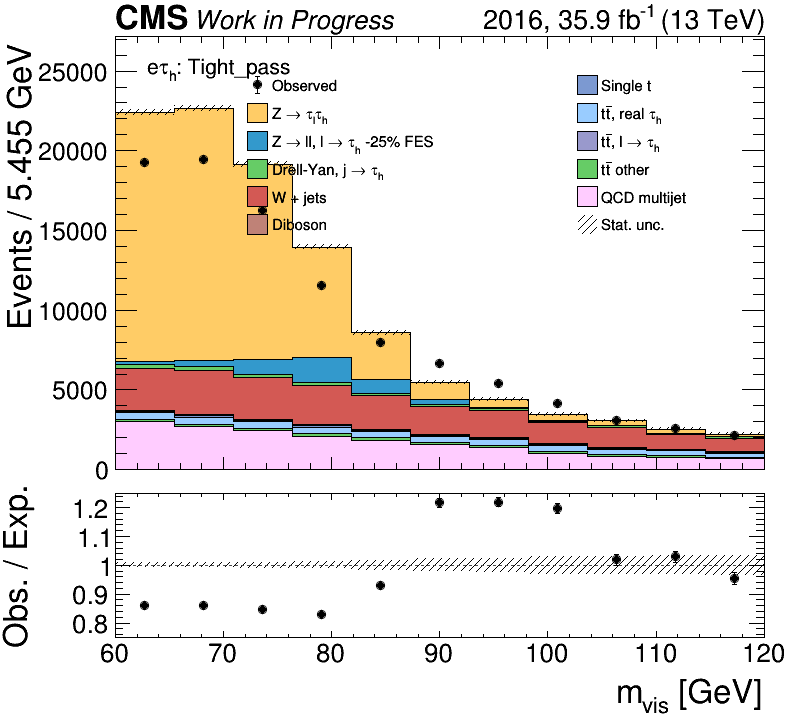 CMS Work in Progress 2016, 35.9 fb⁻¹ (13 TeV)
Events / 5.455 GeV
25000
20000
15000
10000
5000
0
eτₕ: Tight_pass
Observed
Z → τₗτₕ
Z → ll, l → τₕ -25% FES
Drell-Yan, j → τₕ
W + jets
Diboson
Single t
tt̄, real τₕ
tt̄, l → τₕ
tt̄ other
QCD multijet
Stat. unc.
Obs. / Exp.
1.2
1.1
1
0.9
0.8
60 70 80 90 100 110 120
m_vis [GeV]